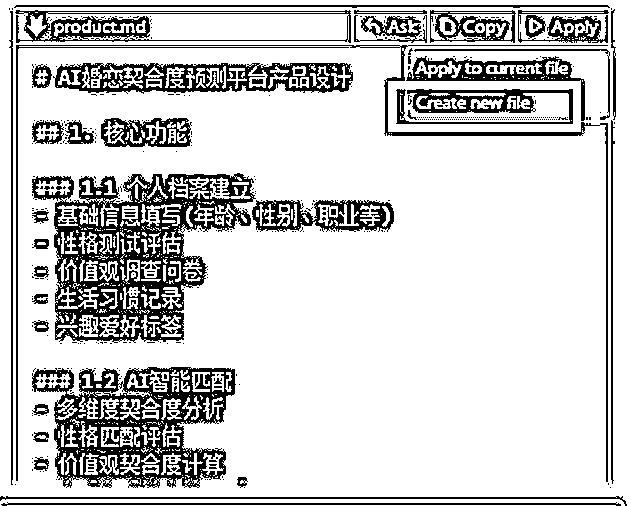 product.md Ask Copy Apply
Apply to current file
Create new file
# AI婚恋契合度预测平台产品设计
## 1. 核心功能
### 1.1 个人档案建立
- 基础信息填写(年龄、性别、职业等)
- 性格测试评估
- 价值观调查问卷
- 生活习惯记录
- 兴趣爱好标签
### 1.2 AI智能匹配
- 多维度契合度分析
- 性格匹配评估
- 价值观契合度计算